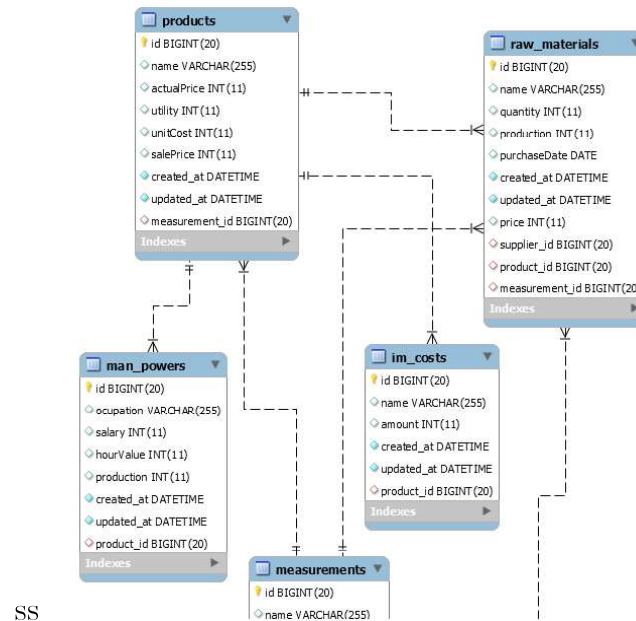 products
id BIGINT(20)
name VARCHAR(255)
actualPrice INT(11)
utility INT(11)
unitCost INT(11)
salePrice INT(11)
created_at DATETIME
updated_at DATETIME
measurement_id BIGINT(20)
Indexes
raw_materials
id BIGINT(20)
name VARCHAR(255)
quantity INT(11)
production INT(11)
purchaseDate DATE
created_at DATETIME
updated_at DATETIME
price INT(11)
supplier_id BIGINT(20)
product_id BIGINT(20)
measurement_id BIGINT(20
Indexes
man_powers
id BIGINT(20)
ocupation VARCHAR(255)
salary INT(11)
hourValue INT(11)
production INT(11)
created_at DATETIME
updated_at DATETIME
product_id BIGINT(20)
Indexes
im_costs
id BIGINT(20)
name VARCHAR(255)
amount INT(11)
created_at DATETIME
updated_at DATETIME
product_id BIGINT(20)
Indexes
measurements
id BIGINT(20)
name VARCHAR(255)
ss